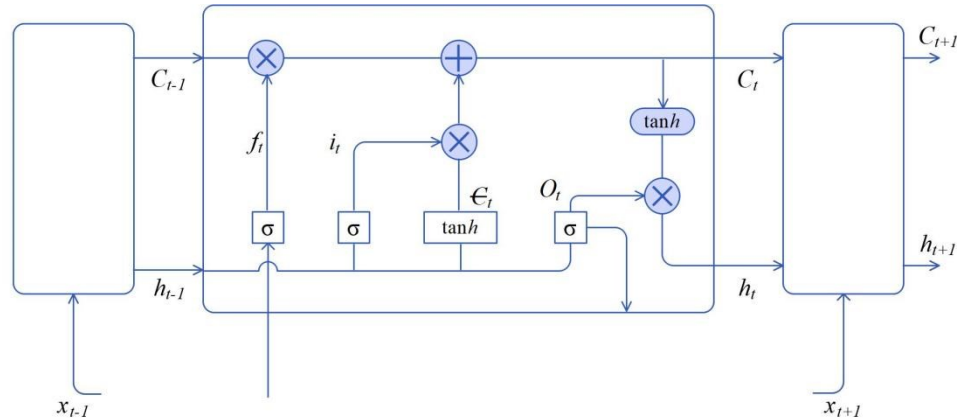 C_{t+1}
C_{t-1}
C_t
tanh
f_t
i_t
Є_t
O_t
σ
σ
tanh
σ
h_{t+1}
h_{t-1}
h_t
x_{t-1}
x_{t+1}